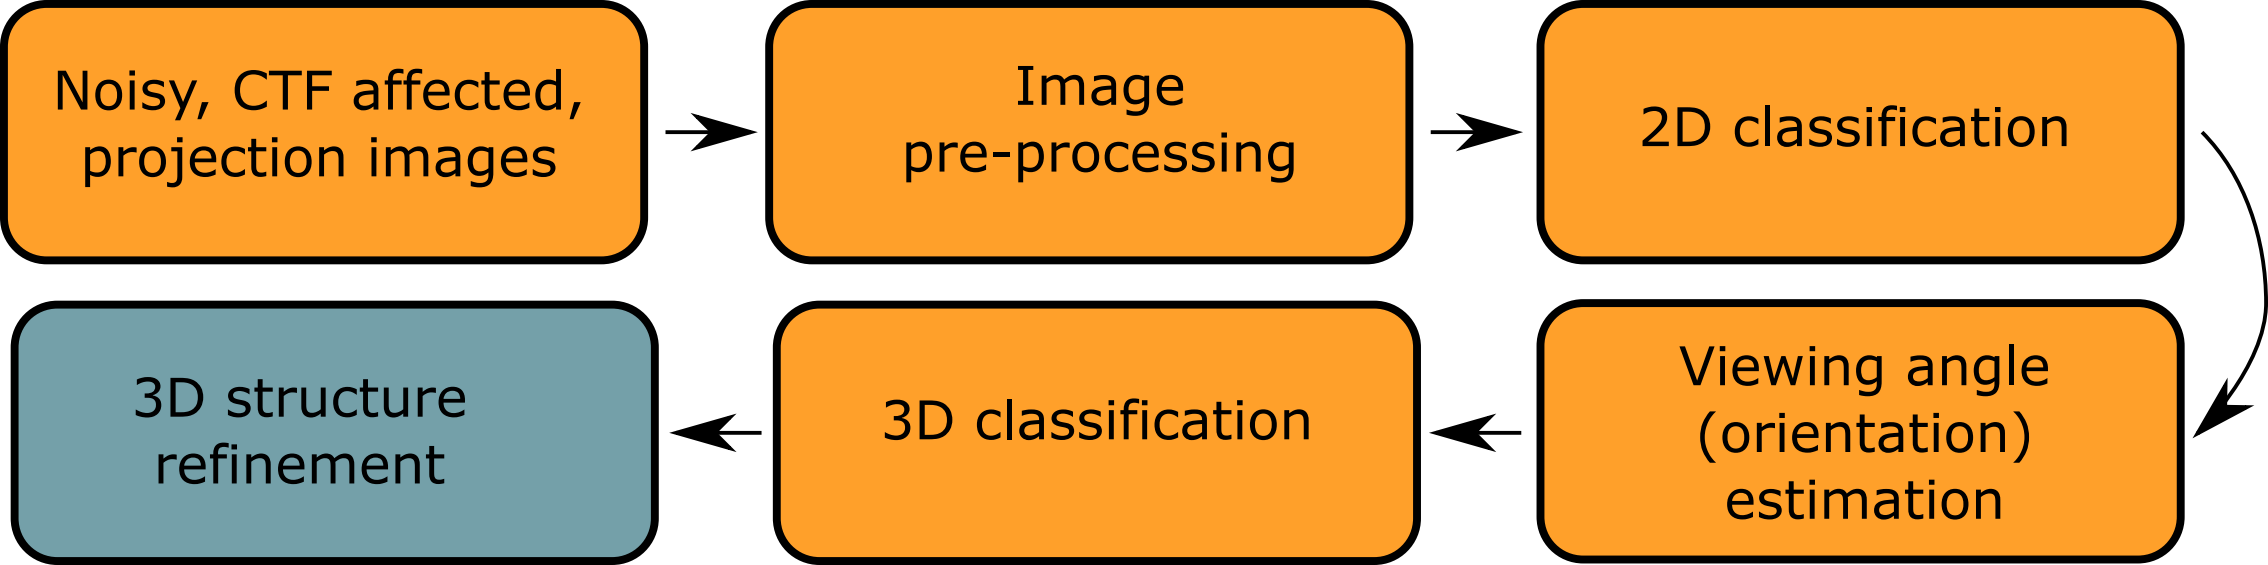 Noisy, CTF affected,
projection images
Image
pre-processing
2D classification
Viewing angle
(orientation)
estimation
3D classification
3D structure
refinement